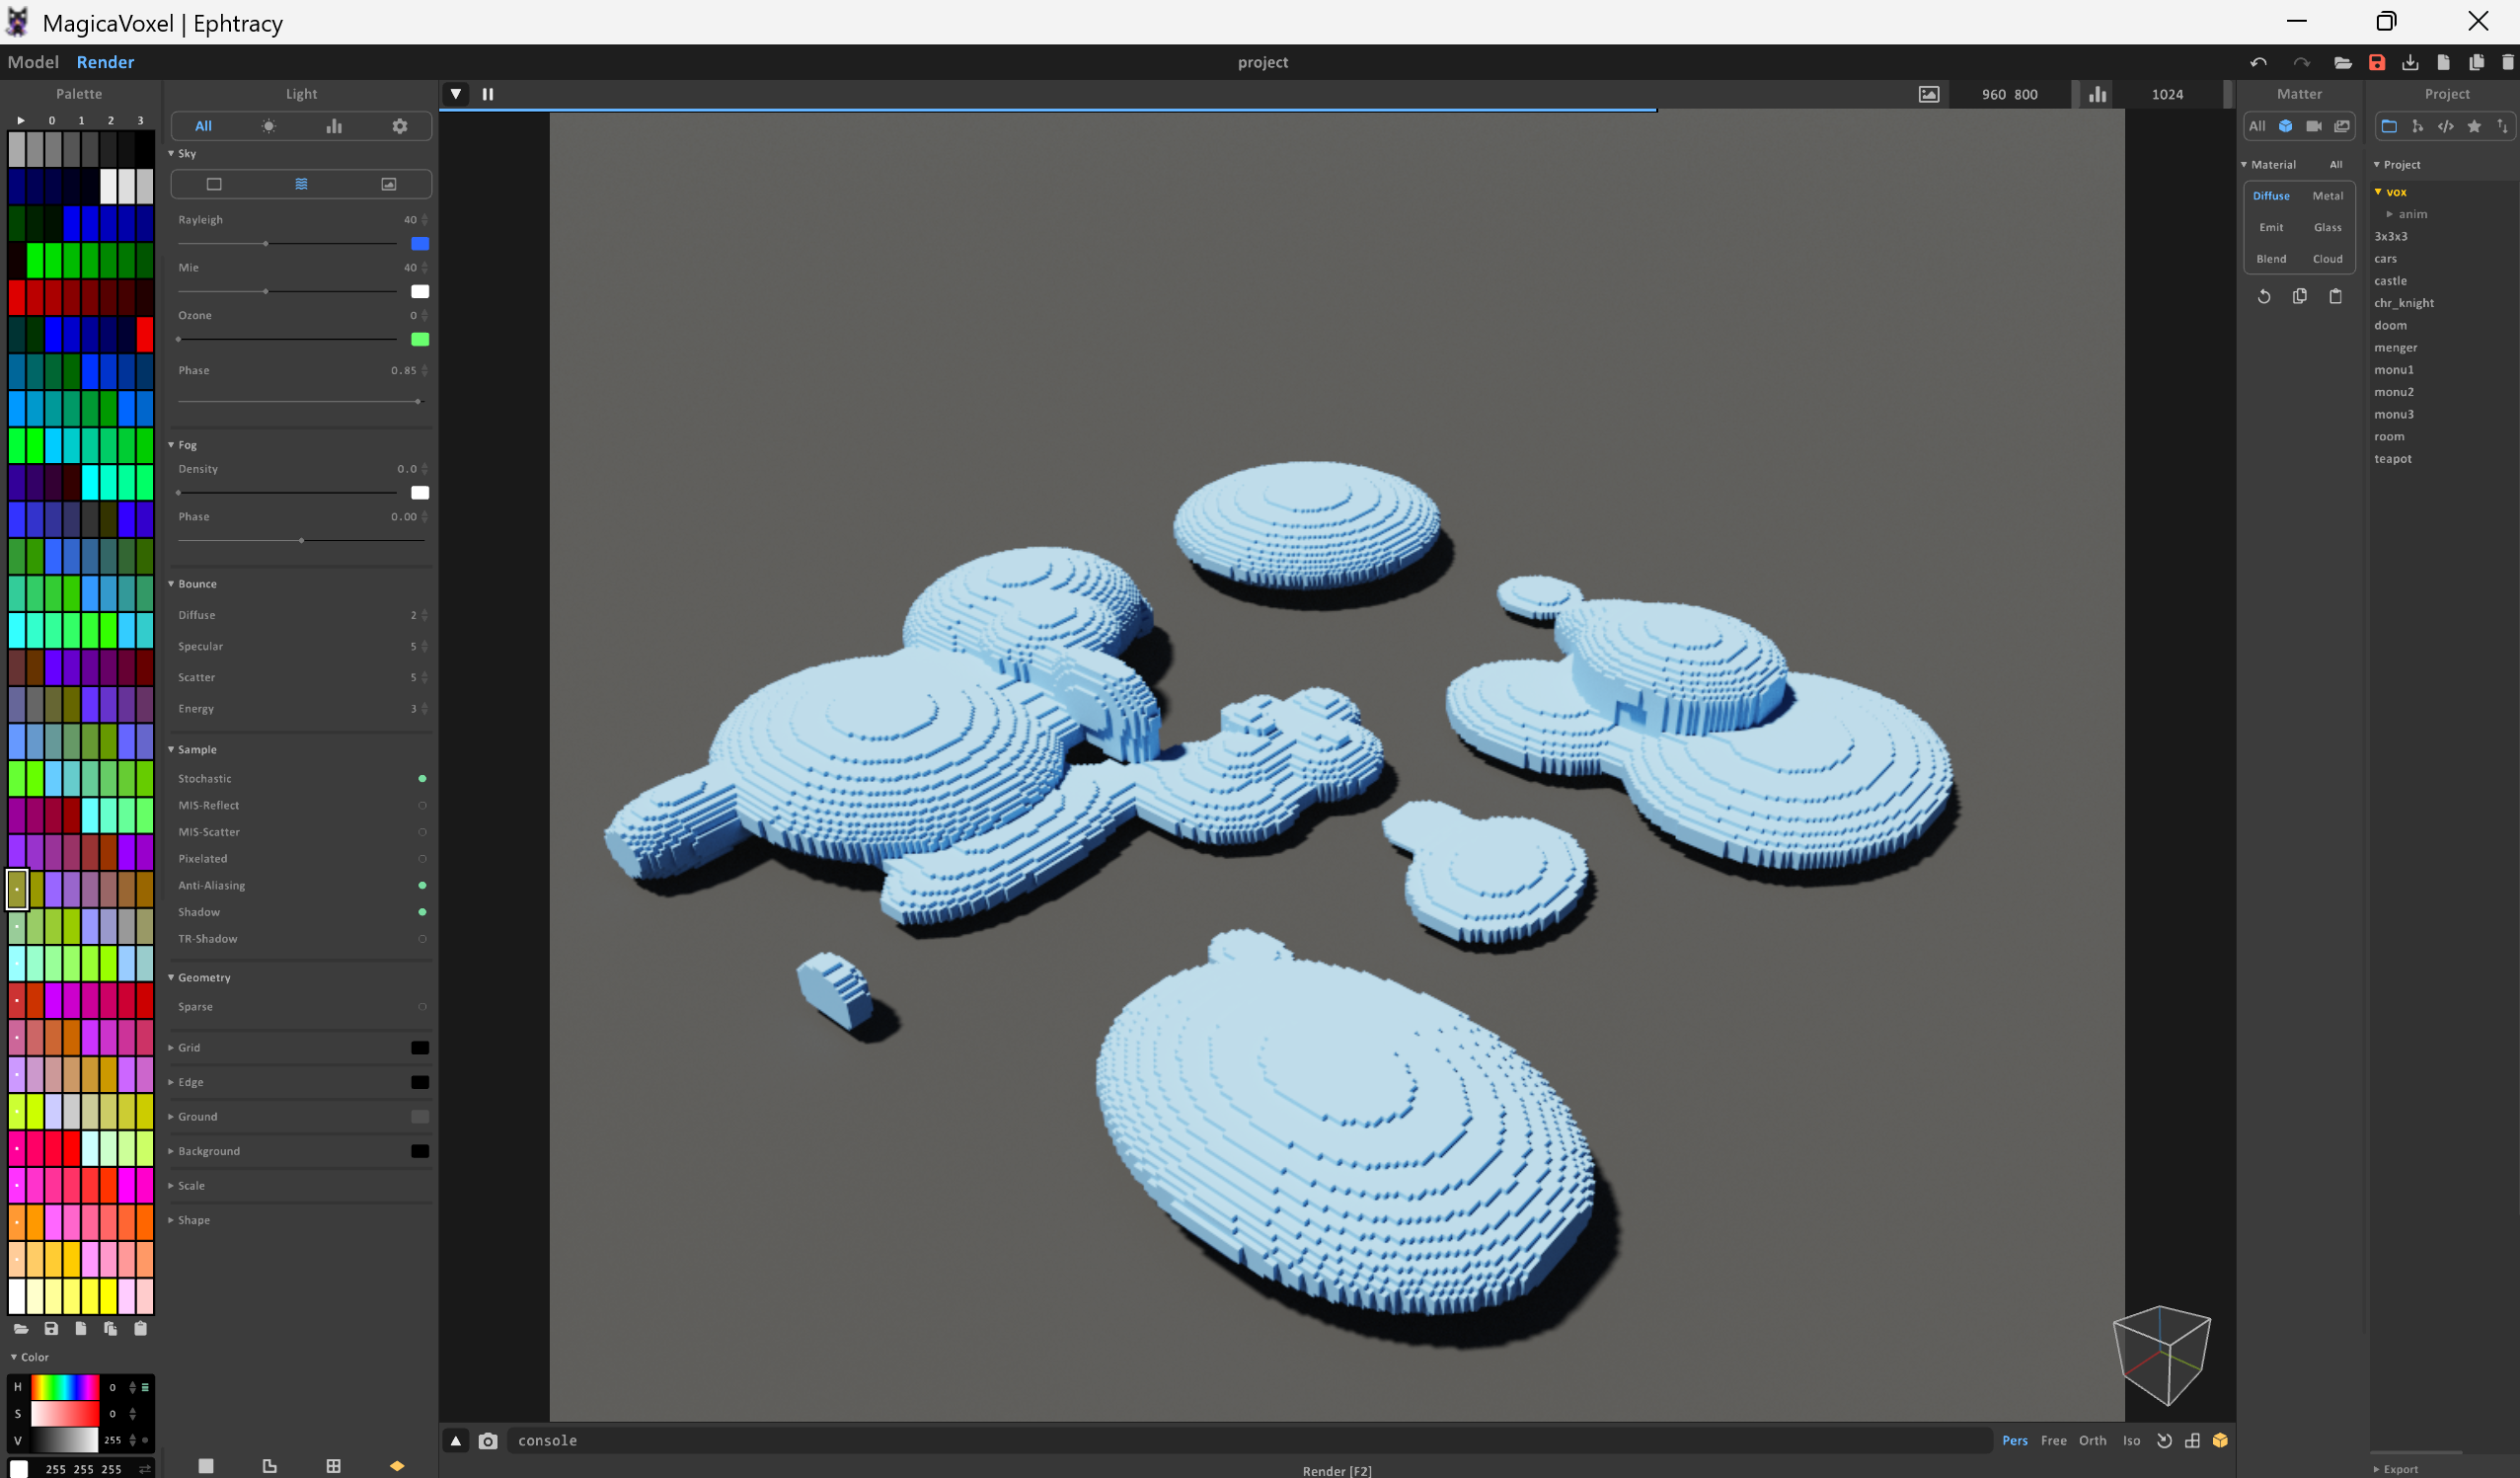 MagicaVoxel | Ephtracy
Model Render
project
Palette
0 1 2 3
Color
H 0
S 0
V 255
255 255 255
Light
All
Sky
Rayleigh 40
Mie 40
Ozone 0
Phase 0.85
Fog
Density 0.0
Phase 0.00
Bounce
Diffuse 2
Specular 5
Scatter 5
Energy 3
Sample
Stochastic
MIS-Reflect
MIS-Scatter
Pixelated
Anti-Aliasing
Shadow
TR-Shadow
Geometry
Sparse
Grid
Edge
Ground
Background
Scale
Shape
960 800
1024
console
Pers Free Orth Iso
Render [F2]
Matter
All
Material All
Diffuse Metal
Emit Glass
Blend Cloud
Project
Project
vox
anim
3x3x3
cars
castle
chr_knight
doom
menger
monu1
monu2
monu3
room
teapot
Export